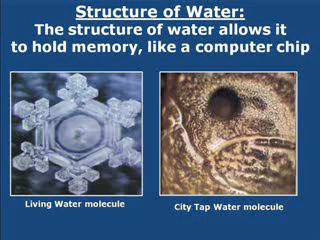 Structure of Water:
The structure of water allows it
to hold memory, like a computer chip
Living Water molecule
City Tap Water molecule